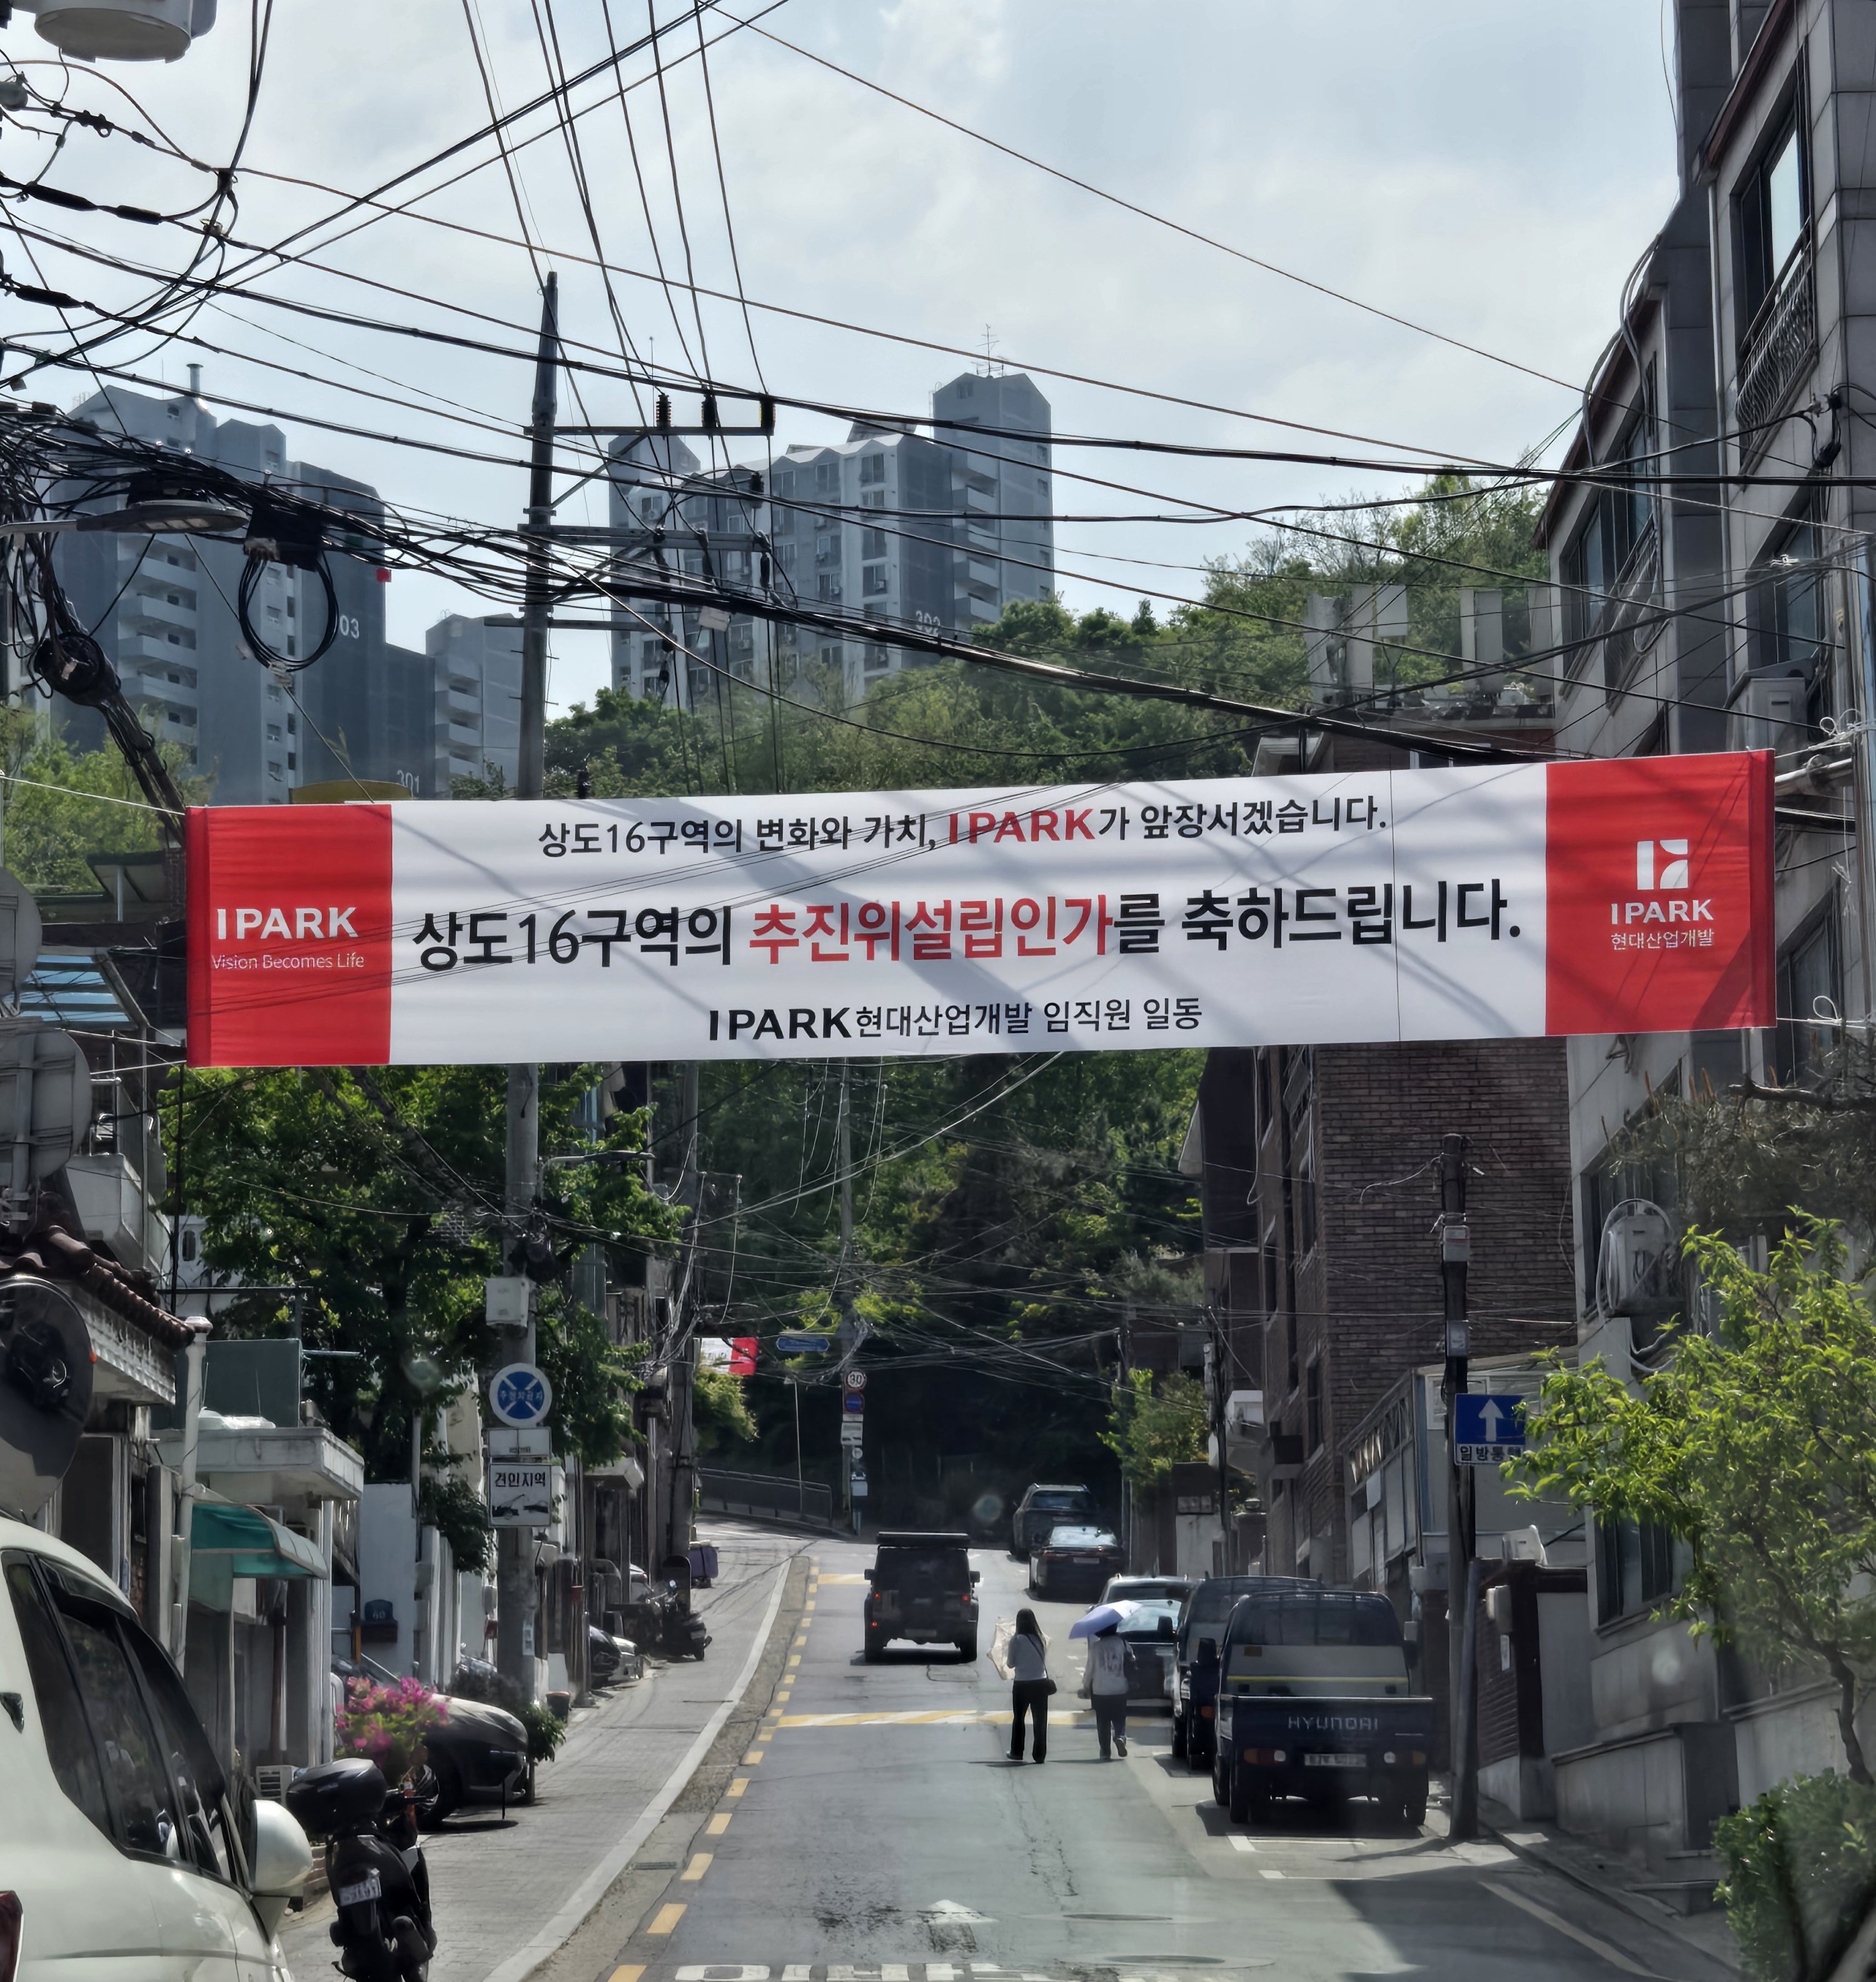 03
302
301
상도16구역의 변화와 가치, IPARK가 앞장서겠습니다.
상도16구역의 추진위설립인가를 축하드립니다.
IPARK현대산업개발 임직원 일동
IPARK
Vision Becomes Life
IPARK
현대산업개발
30
견인지역
일방통행
HYUNDAI